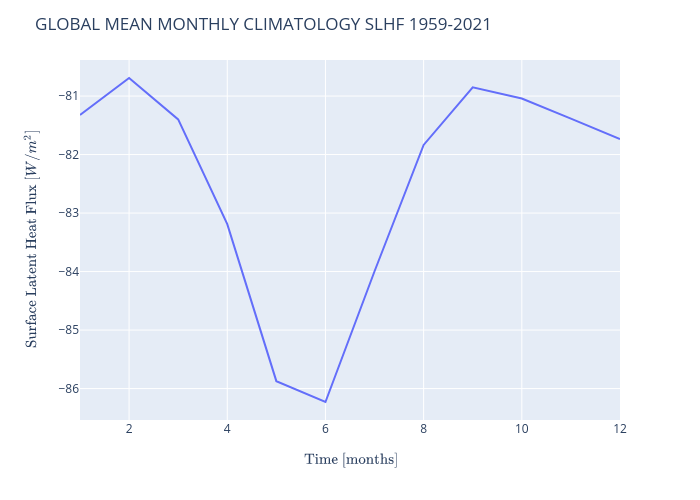 GLOBAL MEAN MONTHLY CLIMATOLOGY SLHF 1959-2021
−81
−82
−83
−84
−85
−86
Surface Latent Heat Flux [W/m²]
2 4 6 8 10 12
Time [months]